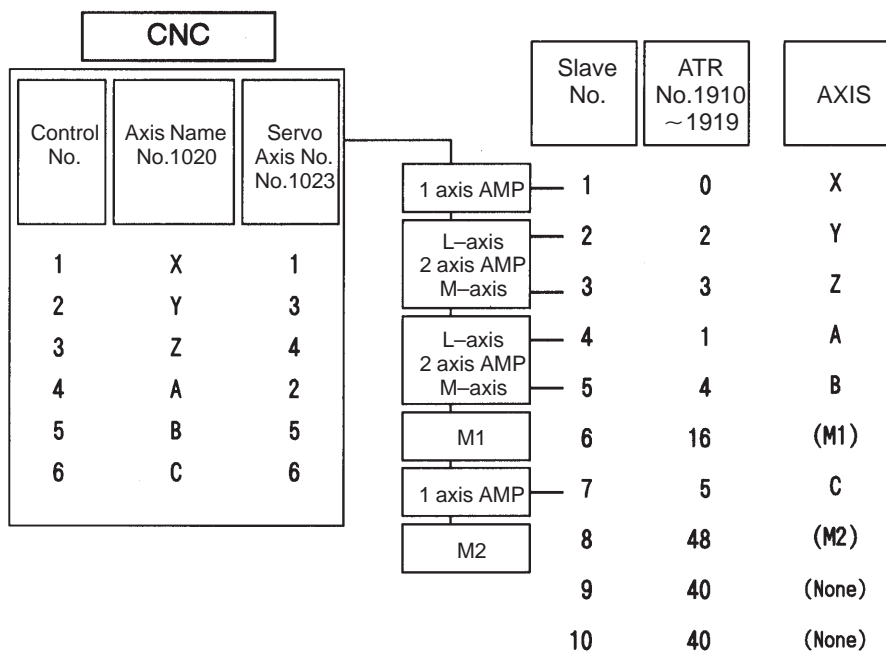 CNC
Control
No.
Axis Name
No.1020
Servo
Axis No.
No.1023
1 X 1
2 Y 3
3 Z 4
4 A 2
5 B 5
6 C 6
1 axis AMP
L–axis
2 axis AMP
M–axis
L–axis
2 axis AMP
M–axis
M1
1 axis AMP
M2
Slave
No.
ATR
No.1910
~1919
AXIS
1 0 X
2 2 Y
3 3 Z
4 1 A
5 4 B
6 16 (M1)
7 5 C
8 48 (M2)
9 40 (None)
10 40 (None)